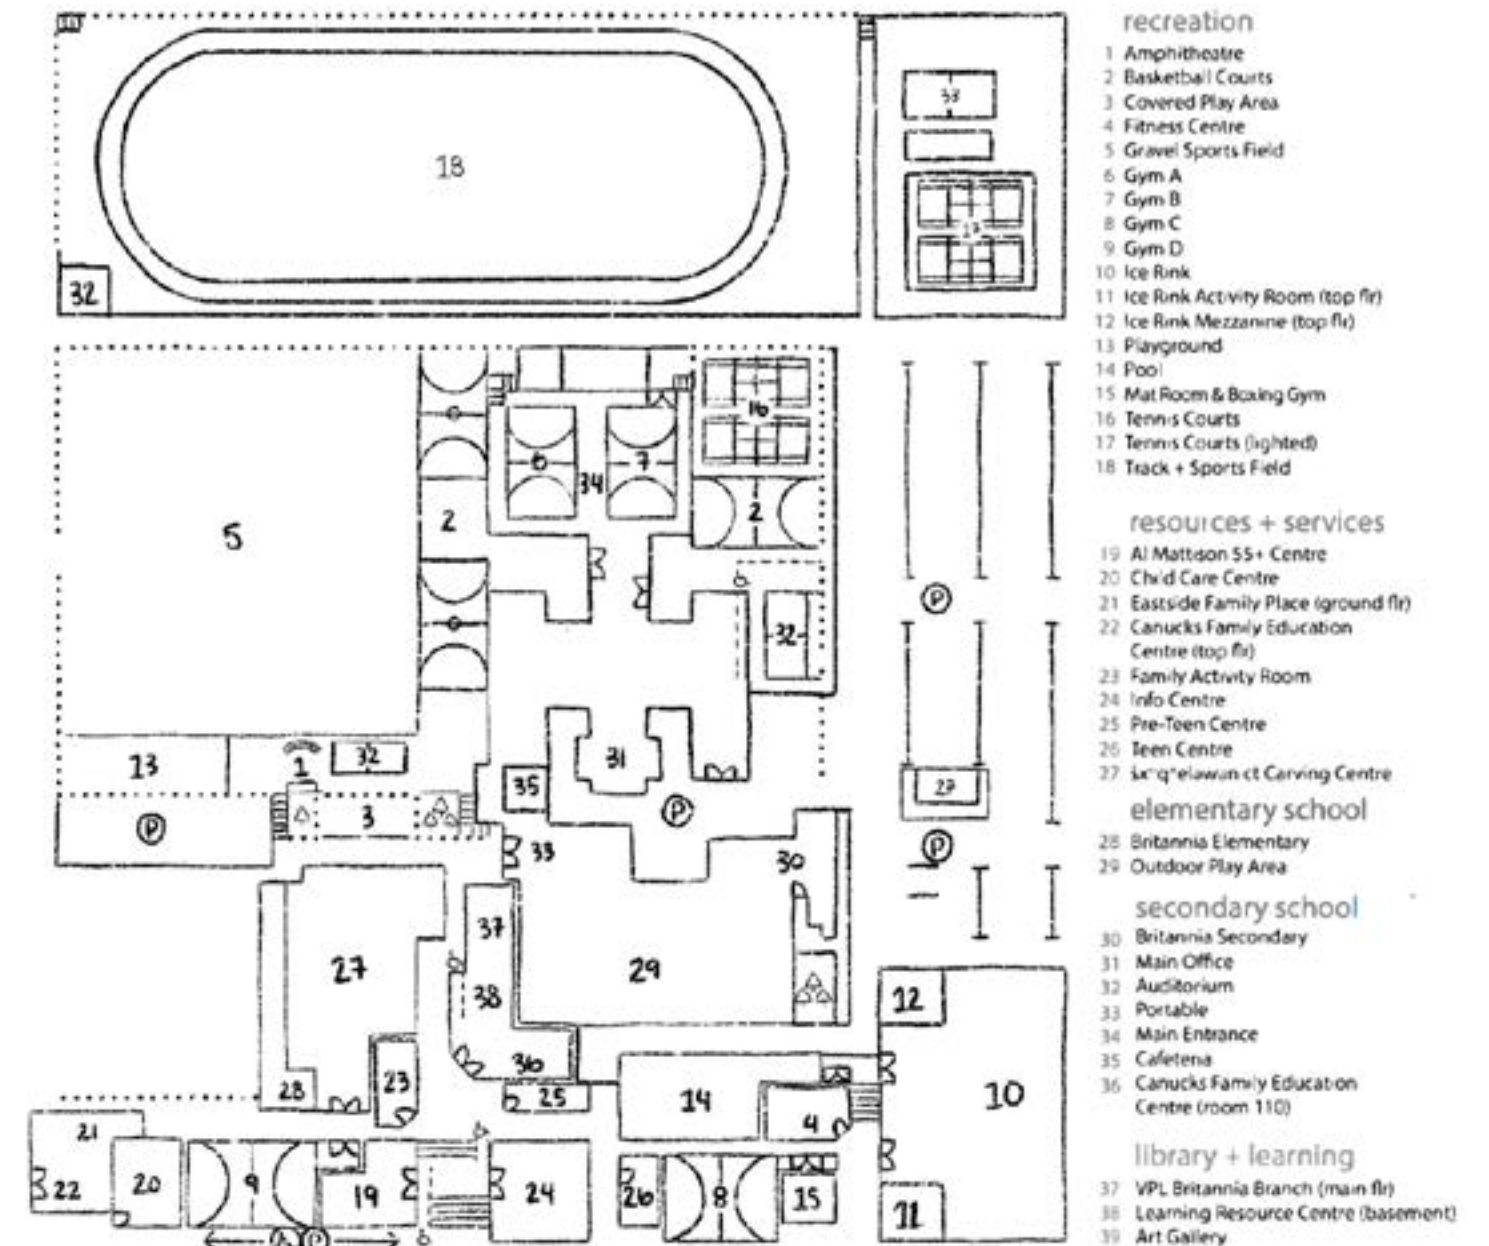 18
33
17
32
5
2
6
34
7
16
2
32
P
31
35
P
13
1
32
P
3
33
30
27
P
27
37
38
29
28
23
36
25
14
4
12
10
11
21
22
20
9
19
24
26
8
15
P
recreation
1 Amphitheatre
2 Basketball Courts
3 Covered Play Area
4 Fitness Centre
5 Gravel Sports Field
6 Gym A
7 Gym B
8 Gym C
9 Gym D
10 Ice Rink
11 Ice Rink Activity Room (top flr)
12 Ice Rink Mezzanine (top flr)
13 Playground
14 Pool
15 Mat Room & Boxing Gym
16 Tennis Courts
17 Tennis Courts (lighted)
18 Track + Sports Field
resources + services
19 Al Mattison 55+ Centre
20 Child Care Centre
21 Eastside Family Place (ground flr)
22 Canucks Family Education
Centre (top flr)
23 Family Activity Room
24 Info Centre
25 Pre-Teen Centre
26 Teen Centre
27 Carving Centre
elementary school
28 Britannia Elementary
29 Outdoor Play Area
secondary school
30 Britannia Secondary
31 Main Office
32 Auditorium
33 Portable
34 Main Entrance
35 Cafeteria
36 Canucks Family Education
Centre (room 110)
library + learning
37 VPL Britannia Branch (main flr)
38 Learning Resource Centre (basement)
39 Art Gallery